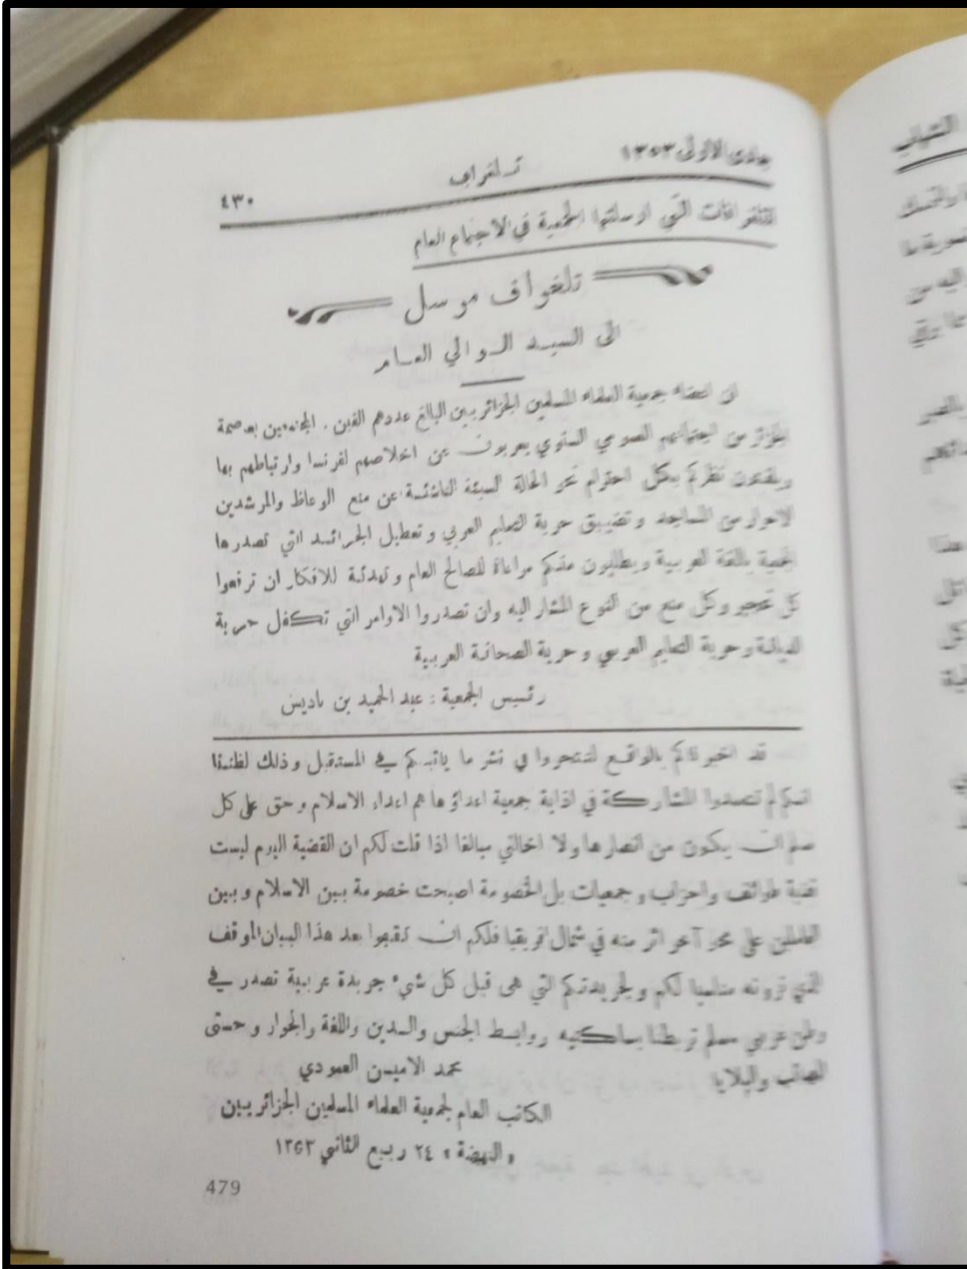 جمادى الاولى ١٣٥٣
تلغراف
٤٣٠
التلغرافات التي ارسلتها الجمعية في الاجتماع العام
تلغراف مرسل
الى السيد الوالي العام
ان اعضاء جمعية العلماء المسلمين الجزائريين البالغ عددهم الفين . المجتمعين بعاصمة
الجزائر من اجتماعهم العمومي السنوي يعربون عن اخلاصهم لفرنسا وارتباطهم بها
ويلفتون نظركم بكل احترام نحو الحالة السيئة الناشئة عن منع الوعاظ والمرشدين
الاحرار من المساجد وتضييق حرية التعليم العربي وتعطيل الجرائد التي تصدرها
الجمعية باللغة العربية ويطلبون منكم مراعاة للصالح العام وتهدئة للافكار ان ترفعوا
كل تحجير وكل منع من النوع المشار اليه وان تصدروا الاوامر التي تكفل حرية
الديانة وحرية التعليم العربي وحرية الصحافة العربية
رئيس الجمعية : عبد الحميد بن باديس
قد اخبرناكم بالواقع لتتحروا في نشر ما ياتيكم في المستقبل وذلك لظننا
انكم لم تتصدوا المشاركة في اذاية جمعية اعداؤها هم اعداء الاسلام وحق على كل
مسلم ان يكون من انصارها ولا اخالني مبالغا اذا قلت لكم ان القضية اليوم ليست
قضية طوائف واحزاب وجمعيات بل الخصومة اصبحت خصومة بين الاسلام وبين
العاملين على محو آخر اثر منه في شمال افريقيا فلكم ان تقفوا بعد هذا البيان الموقف
الذي ترونه مناسبا لكم ولجريدتكم التي هى قبل كل شيء جريدة عربية تصدر في
وطن عربي مسلم تربطنا بساكنيه روابط الجنس والدين واللغة والجوار وحتى
المصائب والبلايا
محمد الامين العمودي
الكاتب العام لجمعية العلماء المسلمين الجزائريين
« النهضة » ٢٤ ربيع الثاني ١٣٥٣
479
الشهاب